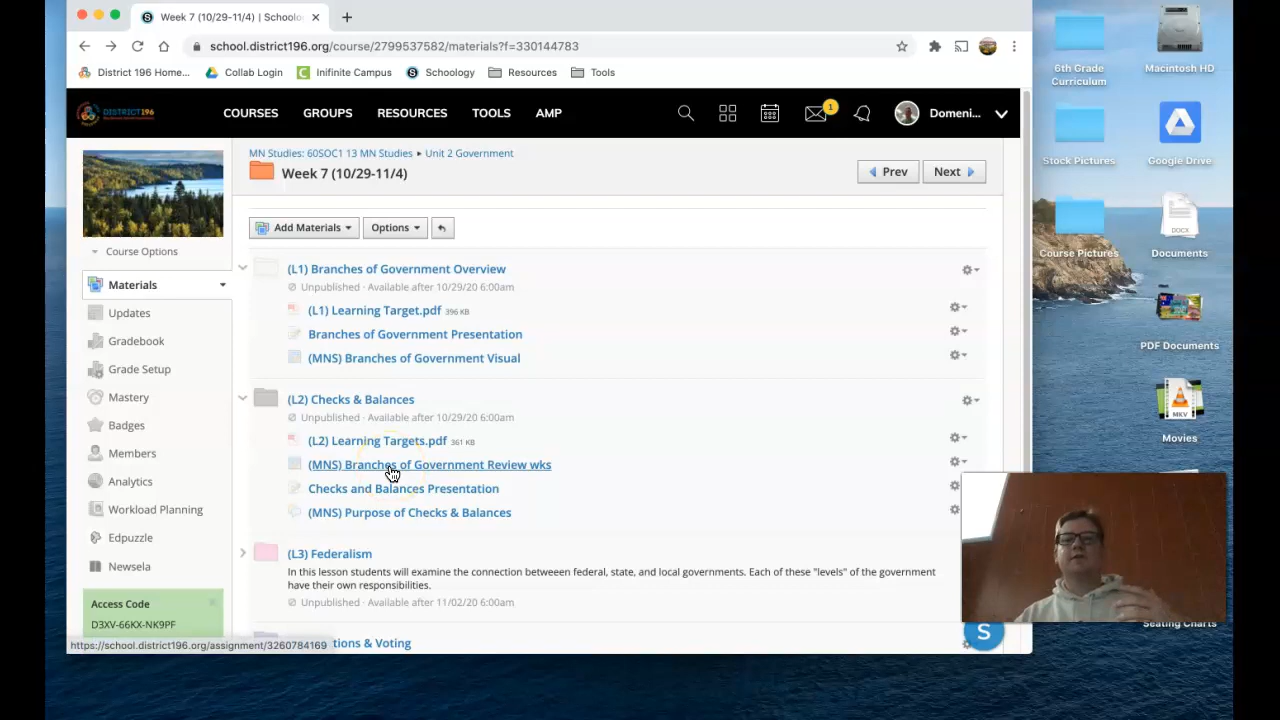 Week 7 (10/29-11/4) | Schoolo
school.district196.org/course/2799537582/materials?f=330144783
District 196 Home...
Collab Login
Inifinite Campus
Schoology
Resources
Tools
DISTRICT196
COURSES
GROUPS
RESOURCES
TOOLS
AMP
1
Domeni...
MN Studies: 60SOC1 13 MN Studies ▸ Unit 2 Government
Week 7 (10/29-11/4)
Prev
Next
Add Materials
Options
Course Options
Materials
Updates
Gradebook
Grade Setup
Mastery
Badges
Members
Analytics
Workload Planning
Edpuzzle
Newsela
Access Code
D3XV-66KX-NK9PF
https://school.district196.org/assignment/3260784169
(L1) Branches of Government Overview
Unpublished · Available after 10/29/20 6:00am
(L1) Learning Target.pdf 396 KB
Branches of Government Presentation
(MNS) Branches of Government Visual
(L2) Checks & Balances
Unpublished · Available after 10/29/20 6:00am
(L2) Learning Targets.pdf 361 KB
(MNS) Branches of Government Review wks
Checks and Balances Presentation
(MNS) Purpose of Checks & Balances
(L3) Federalism
In this lesson students will examine the connection betweeen federal, state, and local governments. Each of these "levels" of the government
have their own responsibilities.
Unpublished · Available after 11/02/20 6:00am
tions & Voting
S
6th Grade
Curriculum
Macintosh HD
Stock Pictures
Google Drive
Course Pictures
DOCX
Documents
PDF Documents
MKV
Movies
Seating Charts